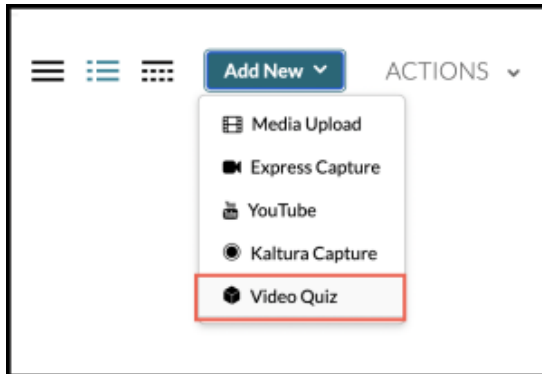 Add New ACTIONS
Media Upload
Express Capture
YouTube
Kaltura Capture
Video Quiz